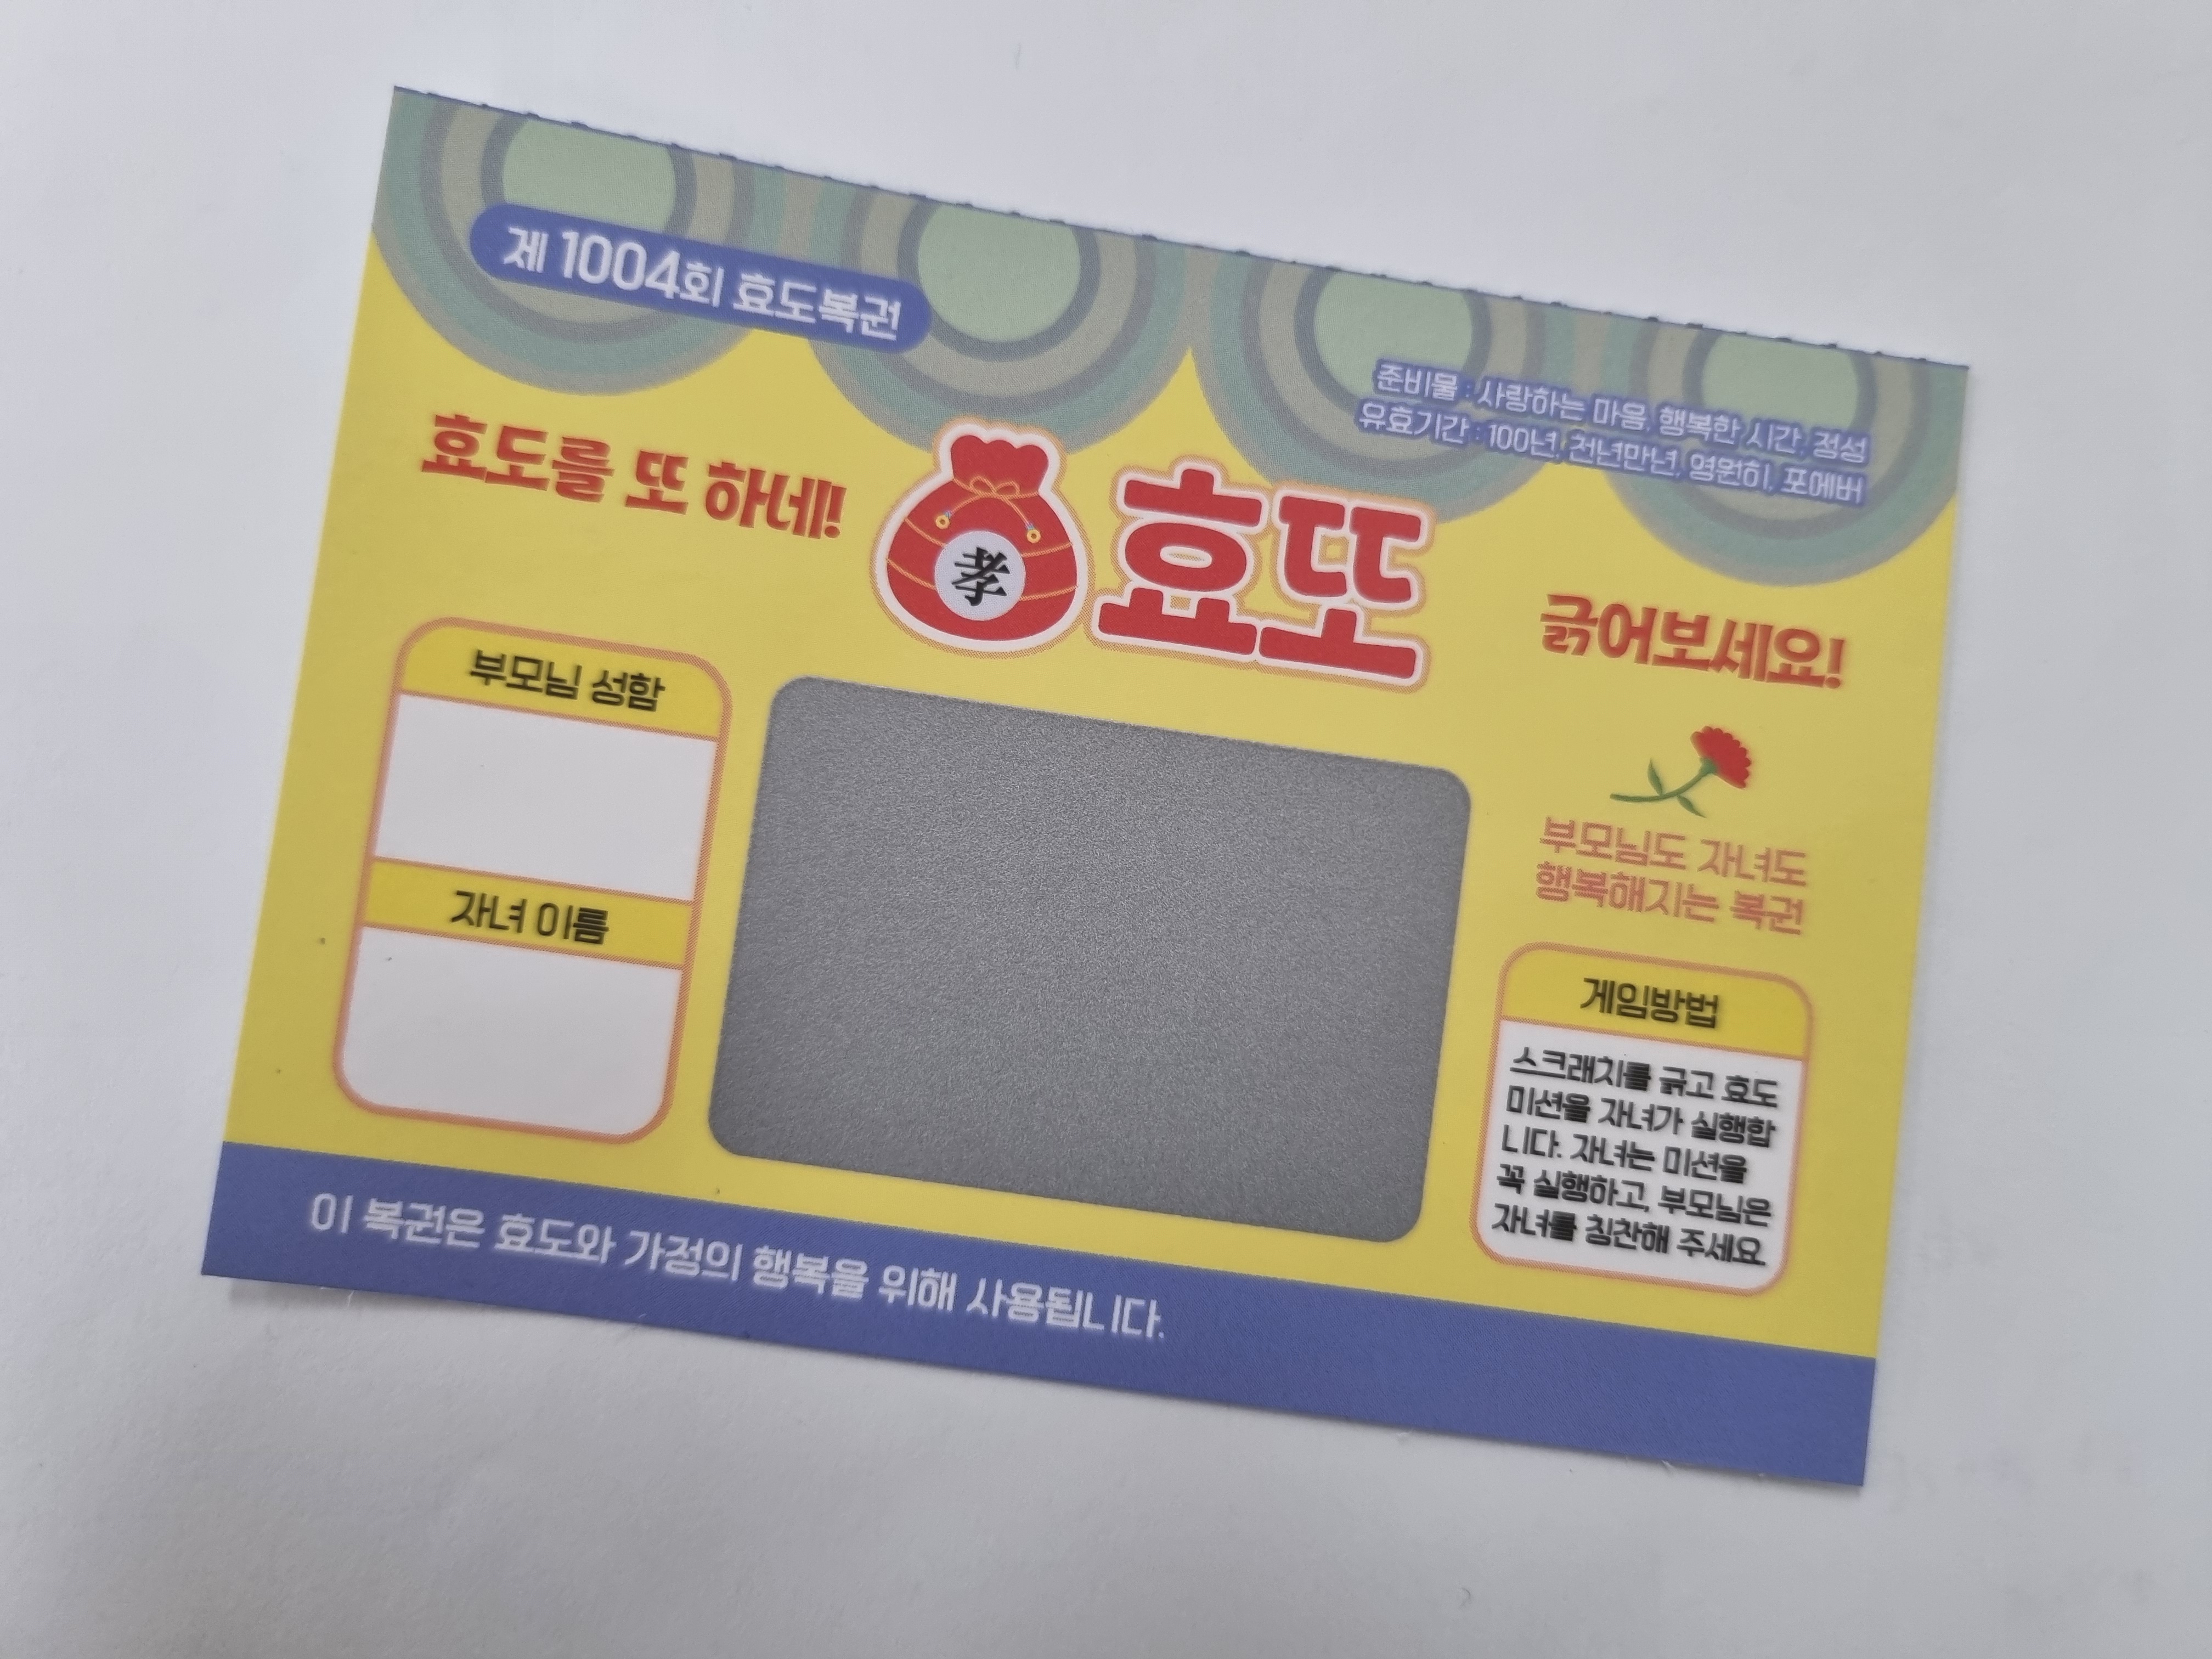 제 1004회 효도복권
준비물 : 사랑하는 마음, 행복한 시간, 정성
유효기간 : 100년, 천년만년, 영원히, 포에버
효도를 또 하네!
孝
효또
긁어보세요!
부모님 성함
자녀 이름
부모님도 자녀도
행복해지는 복권
게임방법
스크래치를 긁고 효도
미션을 자녀가 실행합
니다. 자녀는 미션을
꼭 실행하고, 부모님은
자녀를 칭찬해 주세요
이 복권은 효도와 가정의 행복을 위해 사용됩니다.